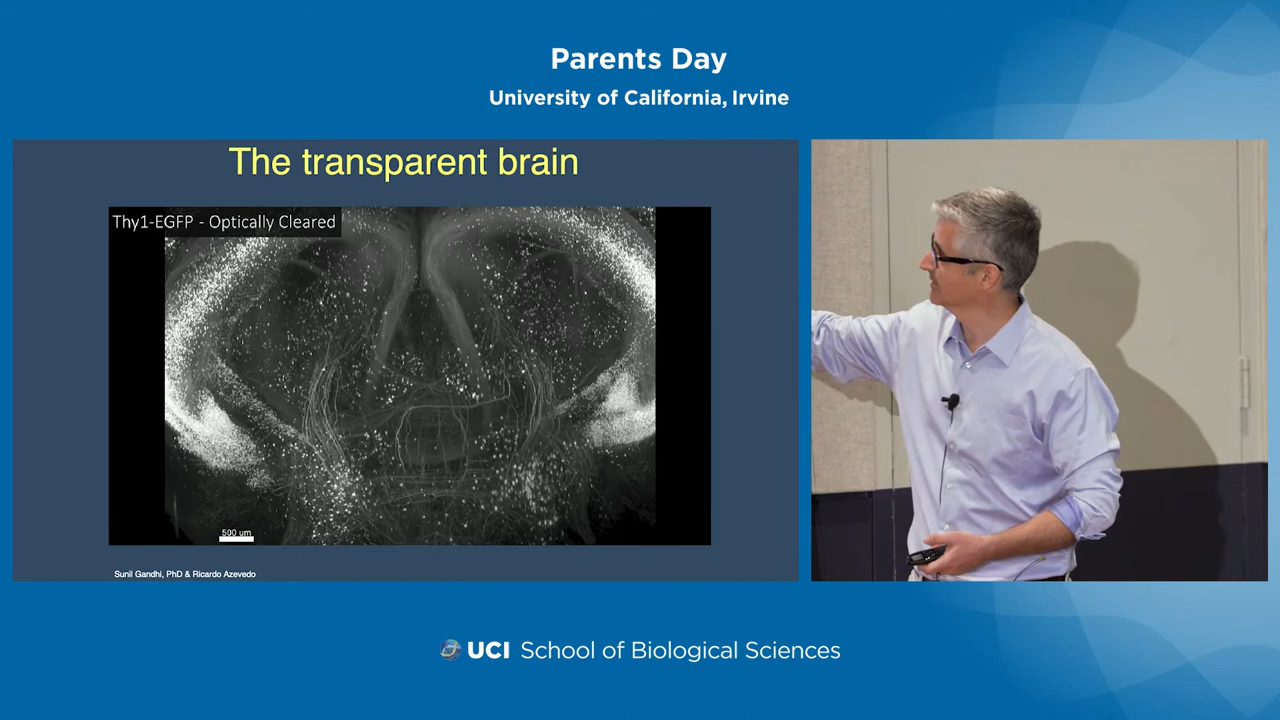 Parents Day
University of California, Irvine
The transparent brain
Thy1-EGFP - Optically Cleared
500 um
Sunil Gandhi, PhD & Ricardo Azevedo
UCI School of Biological Sciences